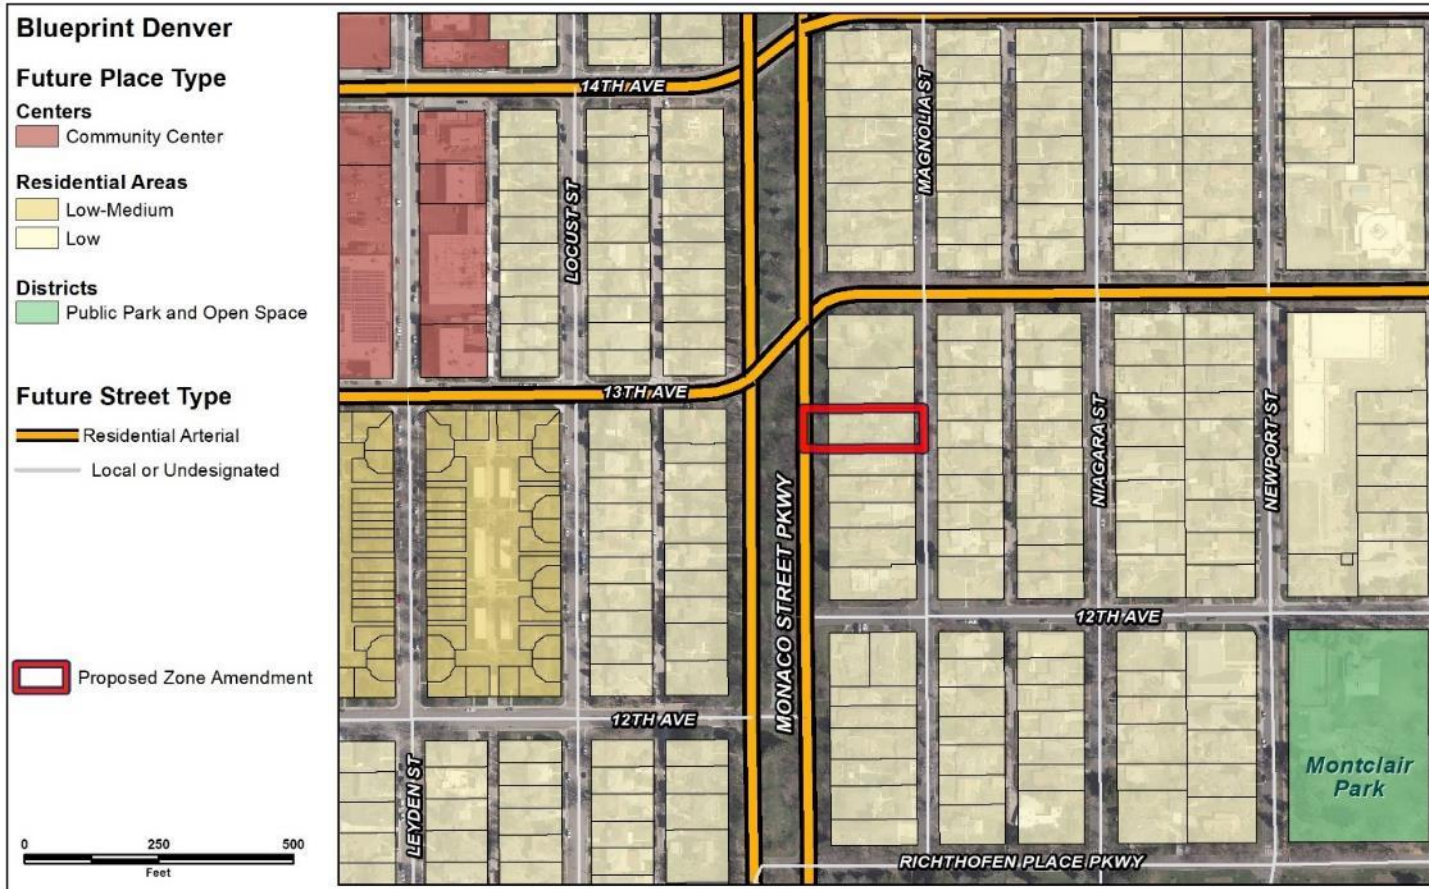 Blueprint Denver
Future Place Type
Centers
Community Center
Residential Areas
Low-Medium
Low
Districts
Public Park and Open Space
Future Street Type
Residential Arterial
Local or Undesignated
Proposed Zone Amendment
0 250 500
Feet
14TH AVE
MAGNOLIA ST
LOCUST ST
13TH AVE
NIAGARA ST
NEWPORT ST
MONACO STREET PKWY
12TH AVE
12TH AVE
LEYDEN ST
Montclair
Park
RICHTHOFEN PLACE PKWY